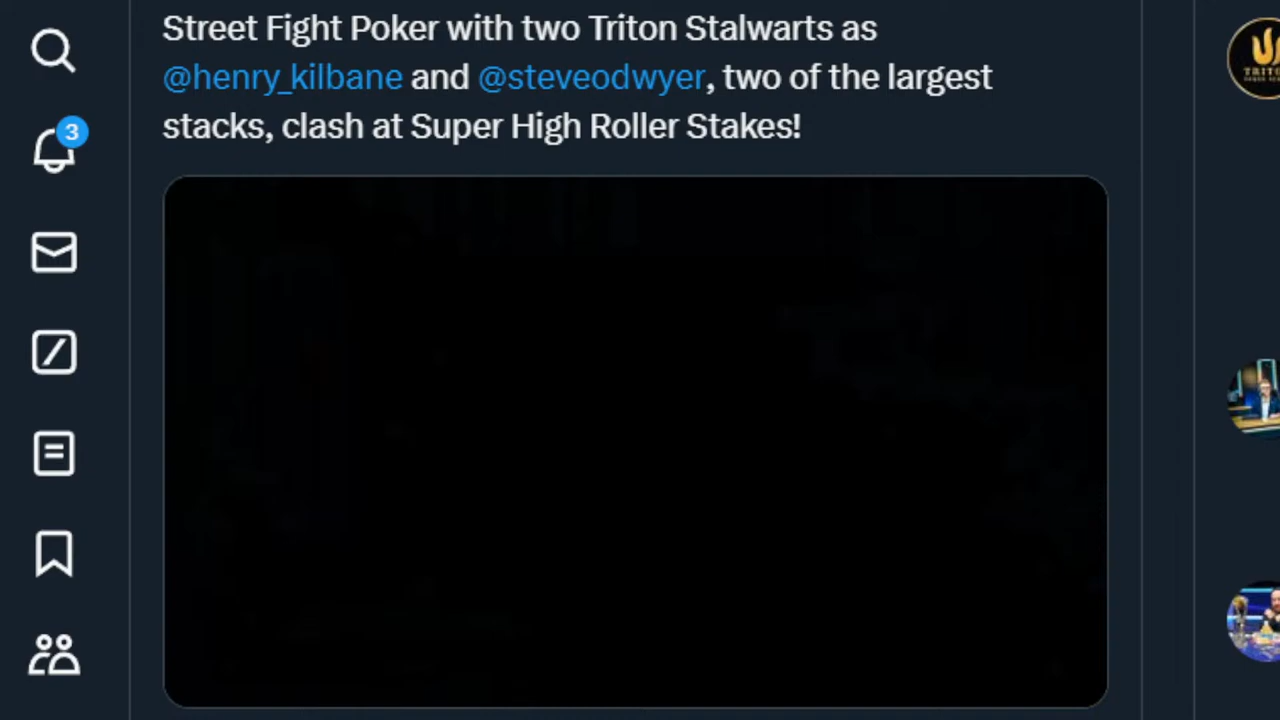 Street Fight Poker with two Triton Stalwarts as
@henry_kilbane and @steveodwyer, two of the largest
stacks, clash at Super High Roller Stakes!
3